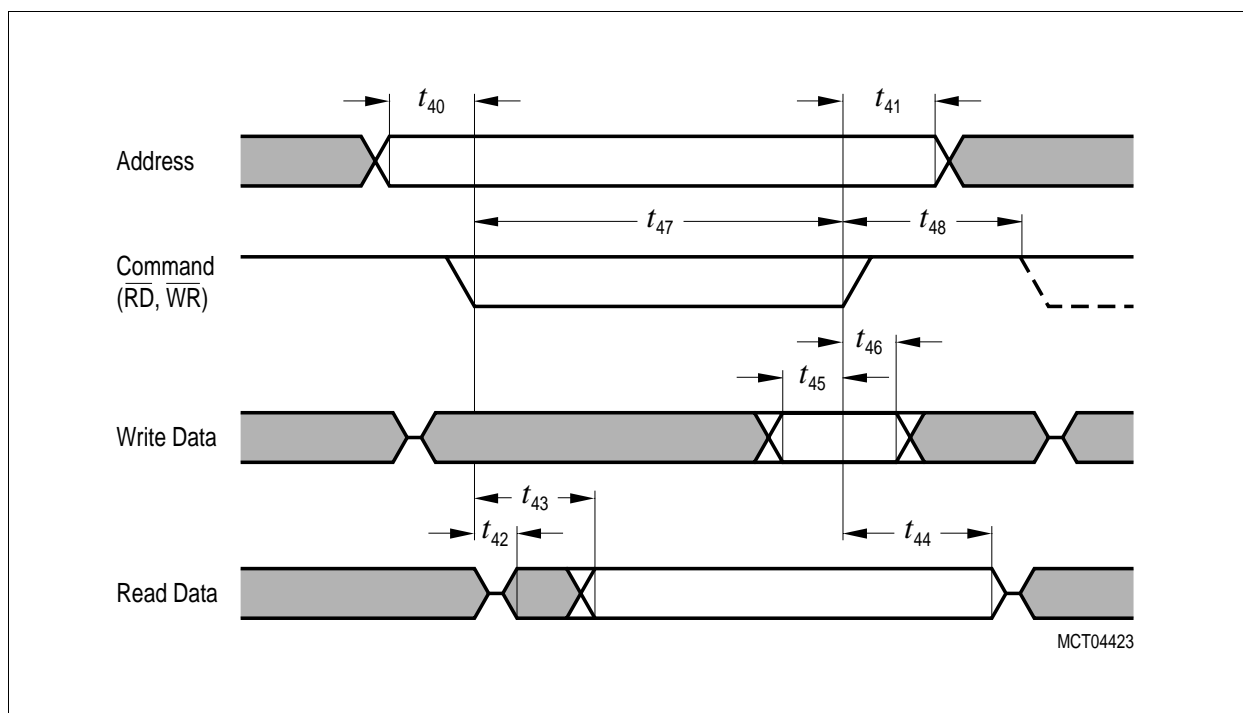 t40
t41
Address
t47
t48
Command
(RD, WR)
t46
t45
Write Data
t43
t42
t44
Read Data
MCT04423